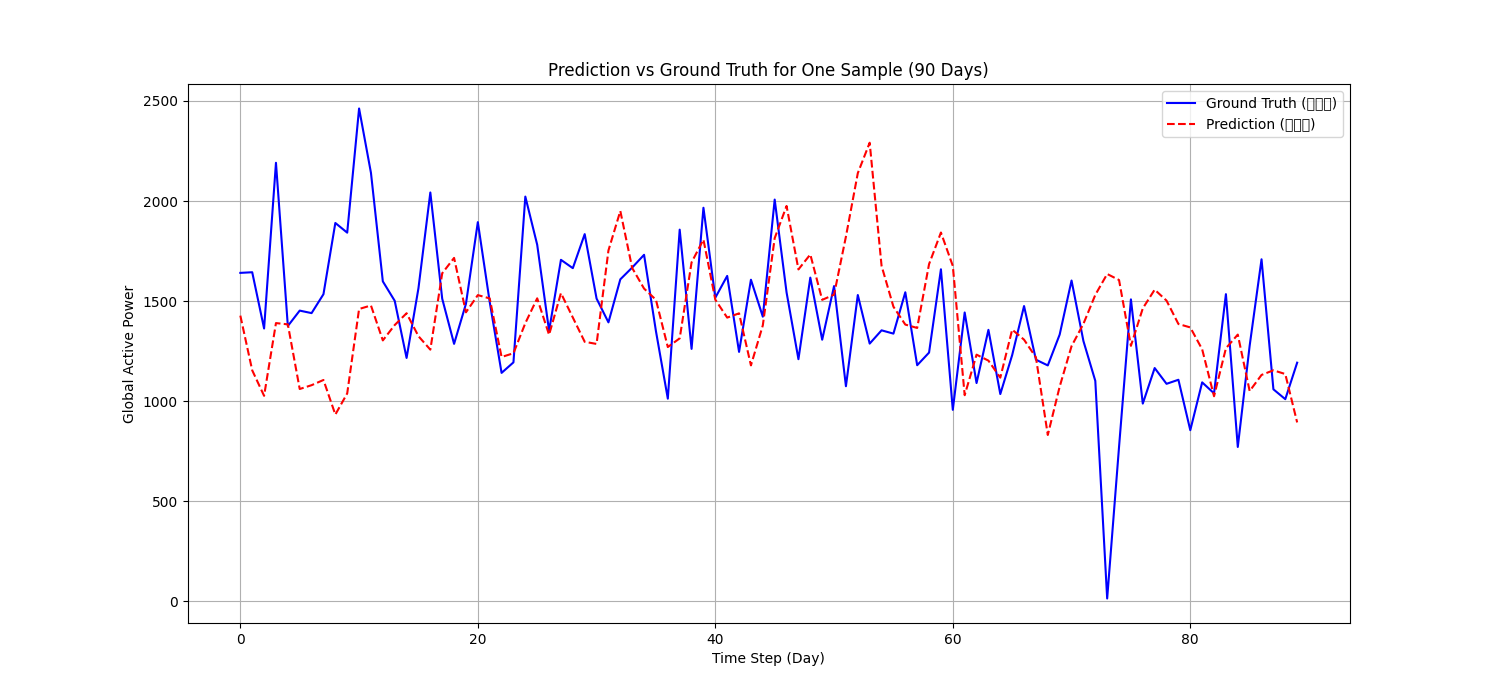 Prediction vs Ground Truth for One Sample (90 Days)
Ground Truth (□□□)
Prediction (□□□)
Global Active Power
2500
2000
1500
1000
500
0
0 20 40 60 80
Time Step (Day)